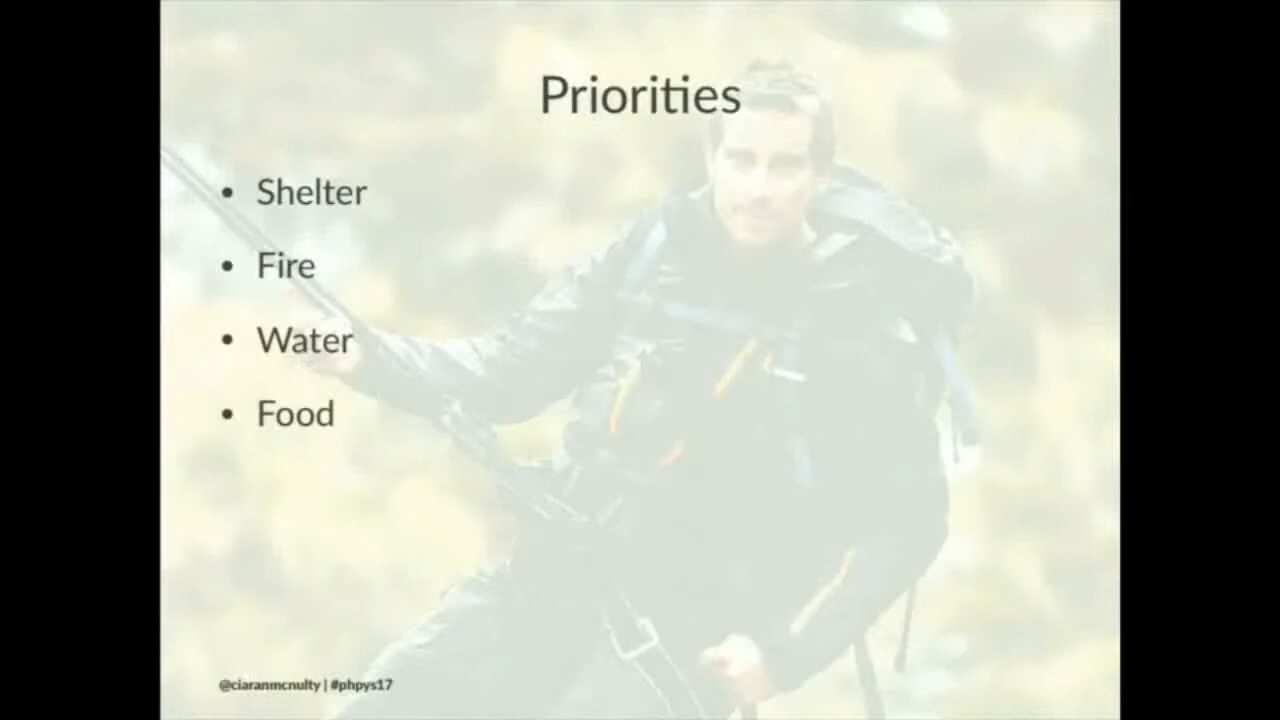 Priorities
• Shelter
• Fire
• Water
• Food
@ciaranmcnulty | #phpys17